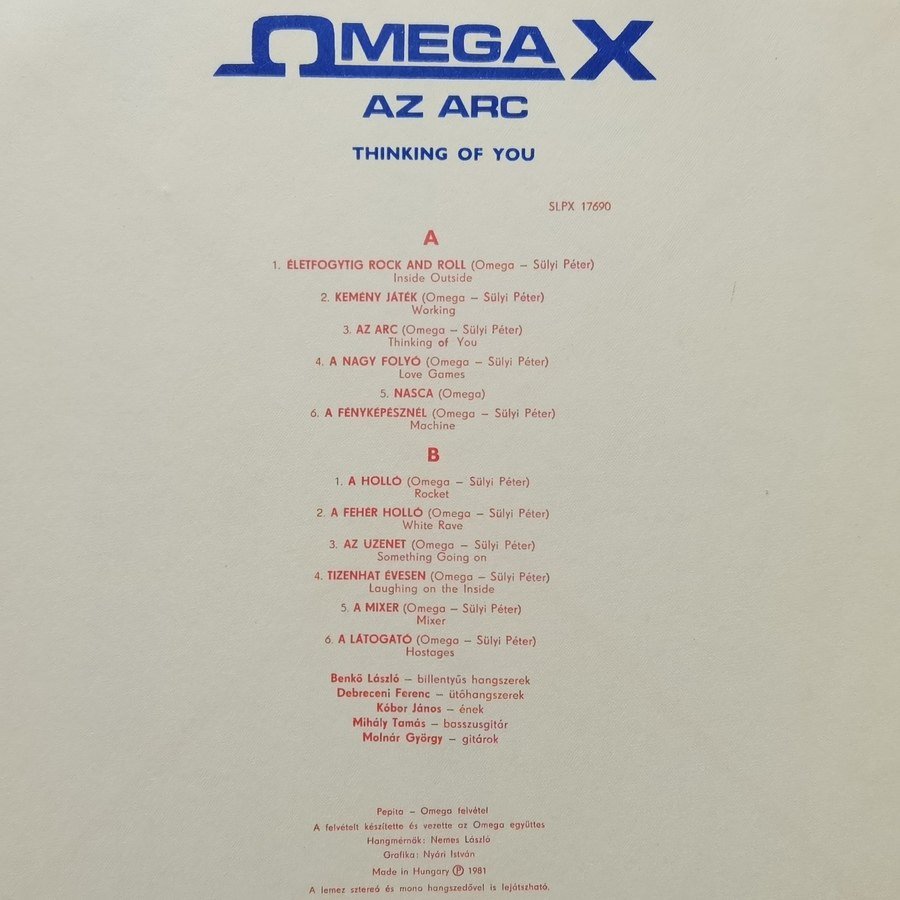 ΩMEGA X
AZ ARC
THINKING OF YOU
SLPX 17690
A
1. ÉLETFOGYTIG ROCK AND ROLL (Omega – Sülyi Péter)
Inside Outside
2. KEMÉNY JÁTÉK (Omega – Sülyi Péter)
Working
3. AZ ARC (Omega – Sülyi Péter)
Thinking of You
4. A NAGY FOLYÓ (Omega – Sülyi Péter)
Love Games
5. NASCA (Omega)
6. A FÉNYKÉPÉSZNÉL (Omega – Sülyi Péter)
Machine
B
1. A HOLLÓ (Omega – Sülyi Péter)
Rocket
2. A FEHÉR HOLLÓ (Omega – Sülyi Péter)
White Rave
3. AZ UZENET (Omega – Sülyi Péter)
Something Going on
4. TIZENHAT ÉVESEN (Omega – Sülyi Péter)
Laughing on the Inside
5. A MIXER (Omega – Sülyi Péter)
Mixer
6. A LÁTOGATÓ (Omega – Sülyi Péter)
Hostages
Benkő László – billentyűs hangszerek
Debreceni Ferenc – ütőhangszerek
Kóbor János – ének
Mihály Tamás – basszusgitár
Molnár György – gitárok
Pepita – Omega felvétel
A felvételt készítette és vezette az Omega együttes
Hangmérnök: Nemes László
Grafika: Nyári István
Made in Hungary Ⓟ 1981
A lemez sztereó és mono hangszedővel is lejátszható.